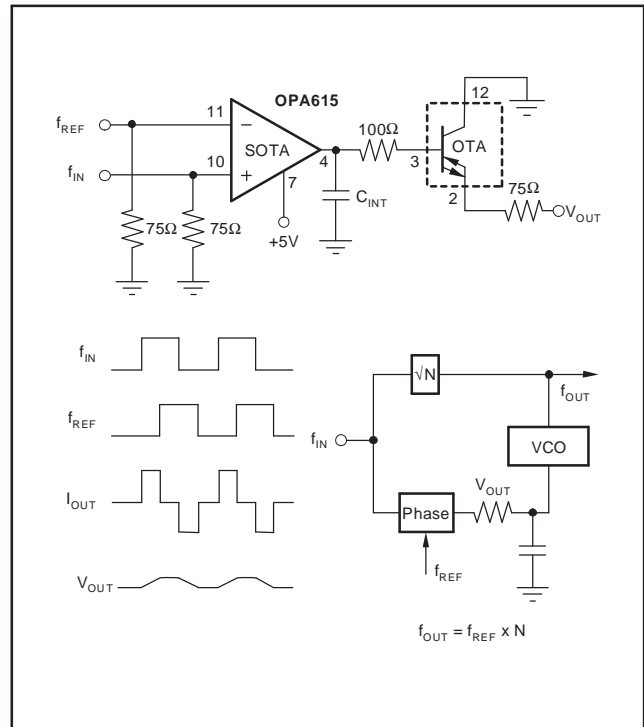 OPA615
12
f_REF
11
−
100Ω
SOTA
OTA
f_IN
10
+
4
3
7
C_INT
2
75Ω
V_OUT
75Ω
75Ω
+5V
f_IN
√N
f_REF
f_OUT
f_IN
VCO
I_OUT
V_OUT
Phase
V_OUT
f_REF
f_OUT = f_REF x N